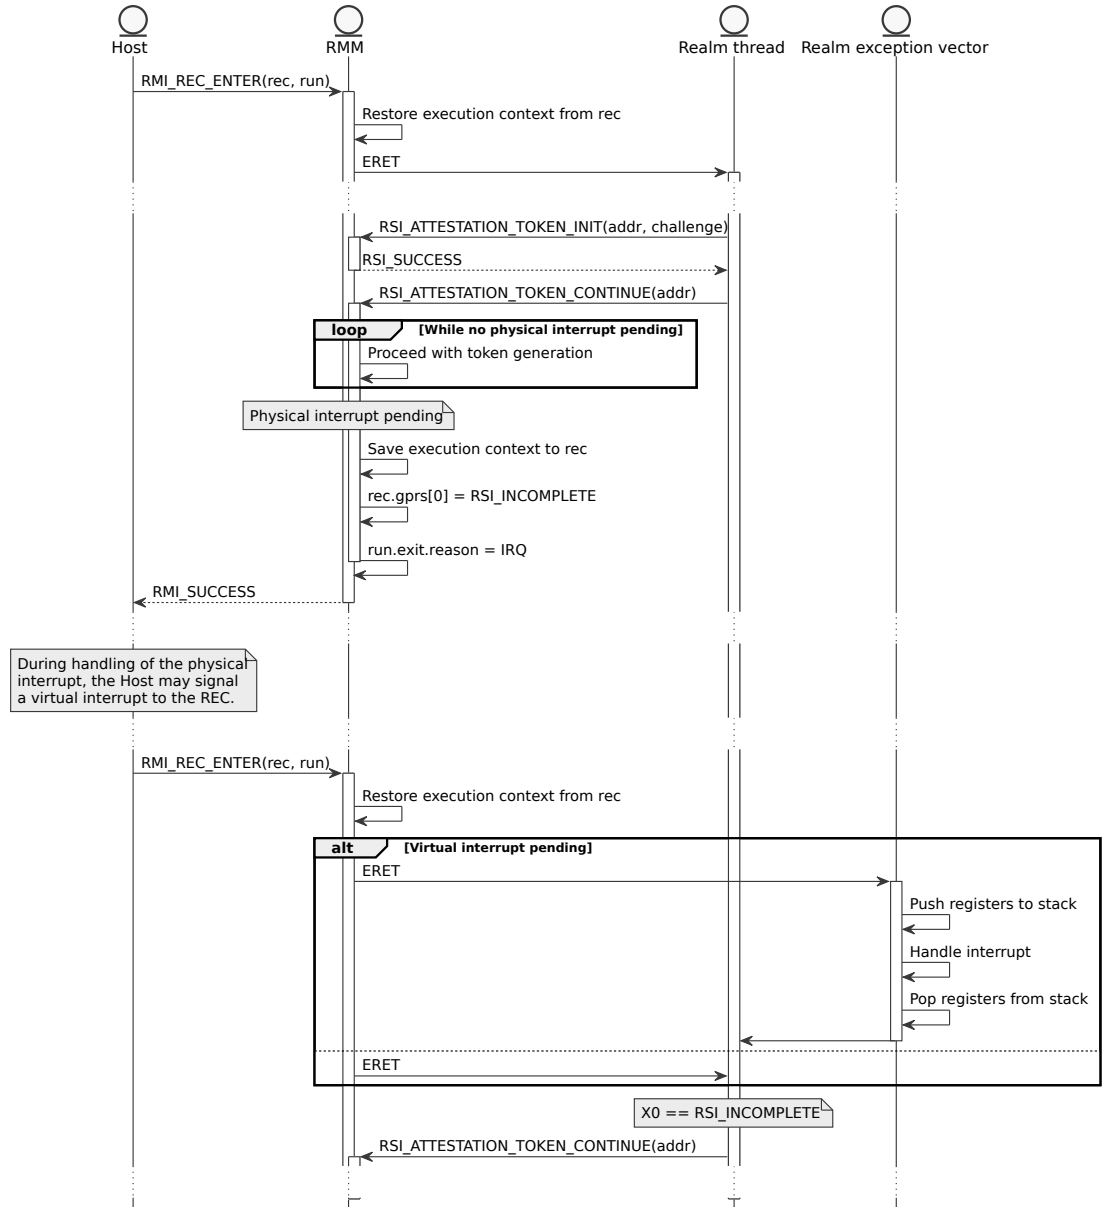 Host
RMM
Realm thread
Realm exception vector
RMI_REC_ENTER(rec, run)
Restore execution context from rec
ERET
RSI_ATTESTATION_TOKEN_INIT(addr, challenge)
RSI_SUCCESS
RSI_ATTESTATION_TOKEN_CONTINUE(addr)
loop
[While no physical interrupt pending]
Proceed with token generation
Physical interrupt pending
Save execution context to rec
rec.gprs[0] = RSI_INCOMPLETE
run.exit.reason = IRQ
RMI_SUCCESS
During handling of the physical
interrupt, the Host may signal
a virtual interrupt to the REC.
RMI_REC_ENTER(rec, run)
Restore execution context from rec
alt
[Virtual interrupt pending]
ERET
Push registers to stack
Handle interrupt
Pop registers from stack
ERET
X0 == RSI_INCOMPLETE
RSI_ATTESTATION_TOKEN_CONTINUE(addr)